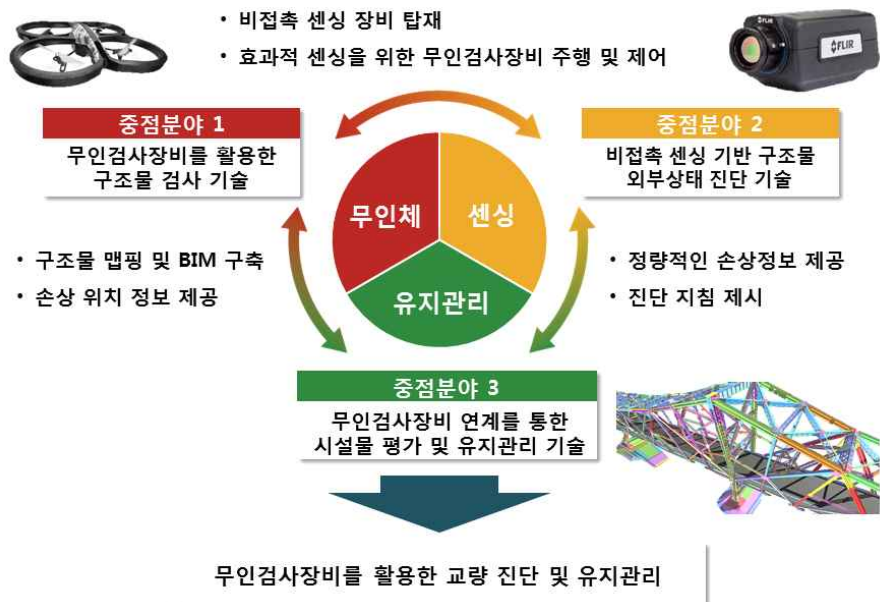 • 비접촉 센싱 장비 탑재
• 효과적 센싱을 위한 무인검사장비 주행 및 제어
FLIR
중점분야 1
무인검사장비를 활용한
구조물 검사 기술
중점분야 2
비접촉 센싱 기반 구조물
외부상태 진단 기술
무인체
센싱
유지관리
• 구조물 맵핑 및 BIM 구축
• 손상 위치 정보 제공
• 정량적인 손상정보 제공
• 진단 지침 제시
중점분야 3
무인검사장비 연계를 통한
시설물 평가 및 유지관리 기술
무인검사장비를 활용한 교량 진단 및 유지관리